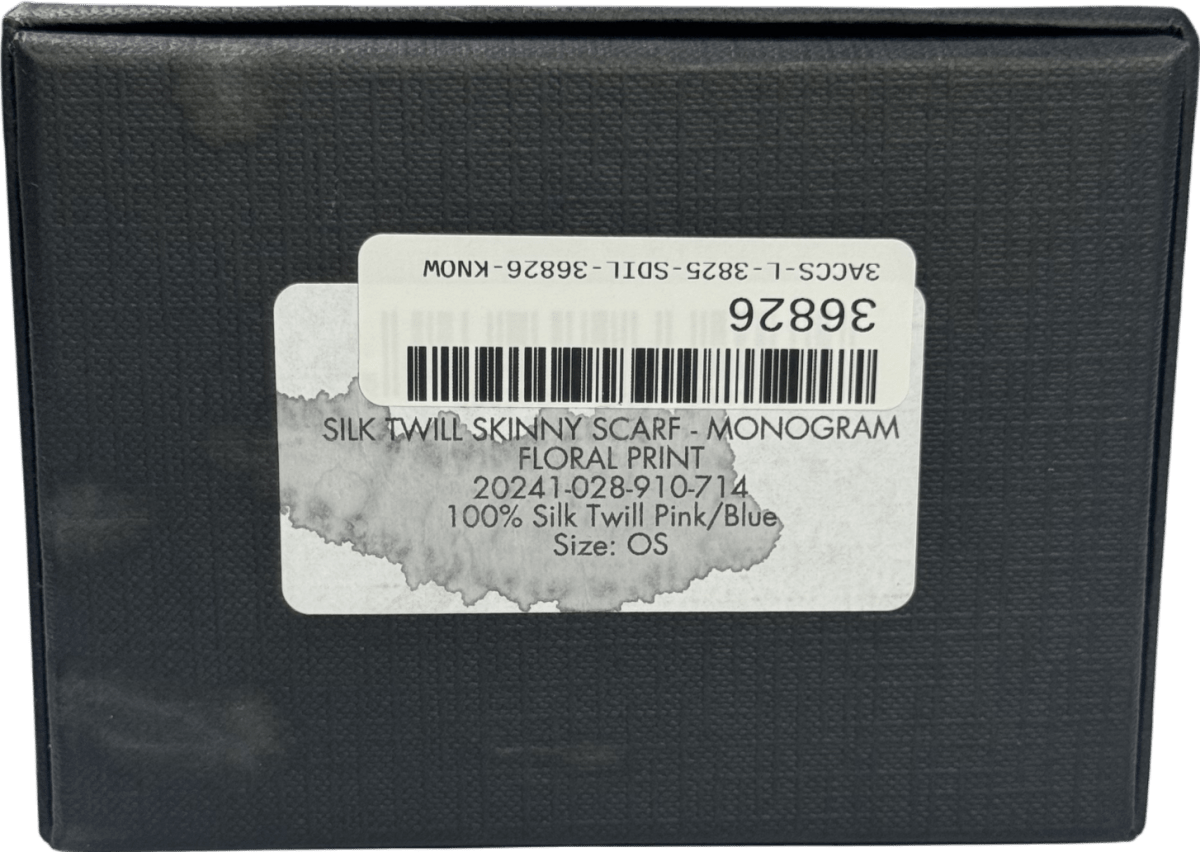 3ACCS-L-3825-SDIL-36826-KNOW
36826
SILK TWILL SKINNY SCARF - MONOGRAM
FLORAL PRINT
20241-028-910-714
100% Silk Twill Pink/Blue
Size: OS